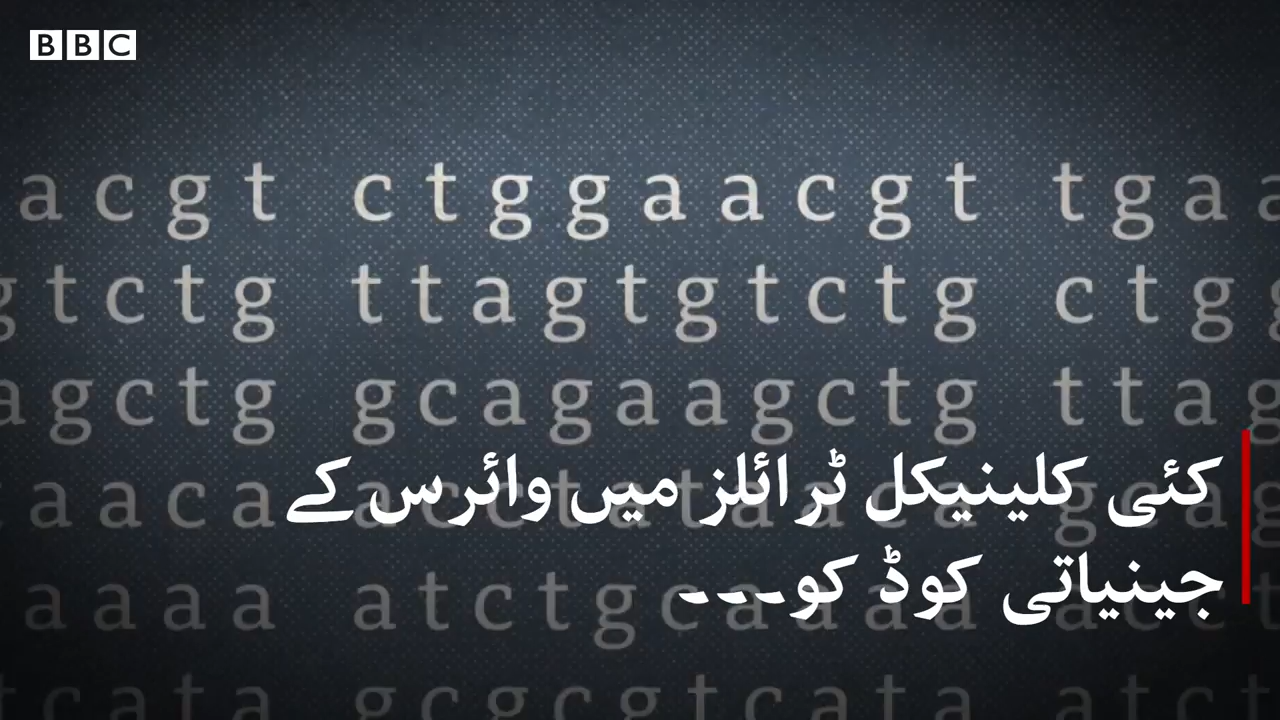 BBC
acgt ctggaacgt tgaa
gtctg ttagtgtctg ctgg
agctg gcagaagctg ttag
کئی کلینیکل ٹرائلز میں وائرس کے
جینیاتی کوڈ کو۔۔۔